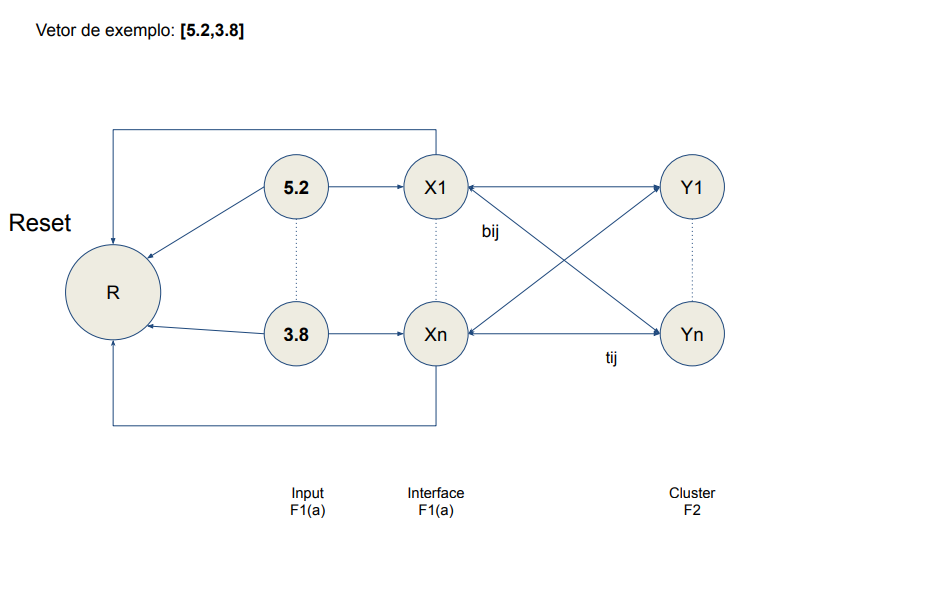 Vetor de exemplo: [5.2,3.8]
5.2
X1
Y1
Reset
bij
R
3.8
Xn
Yn
tij
Input
F1(a)
Interface
F1(a)
Cluster
F2